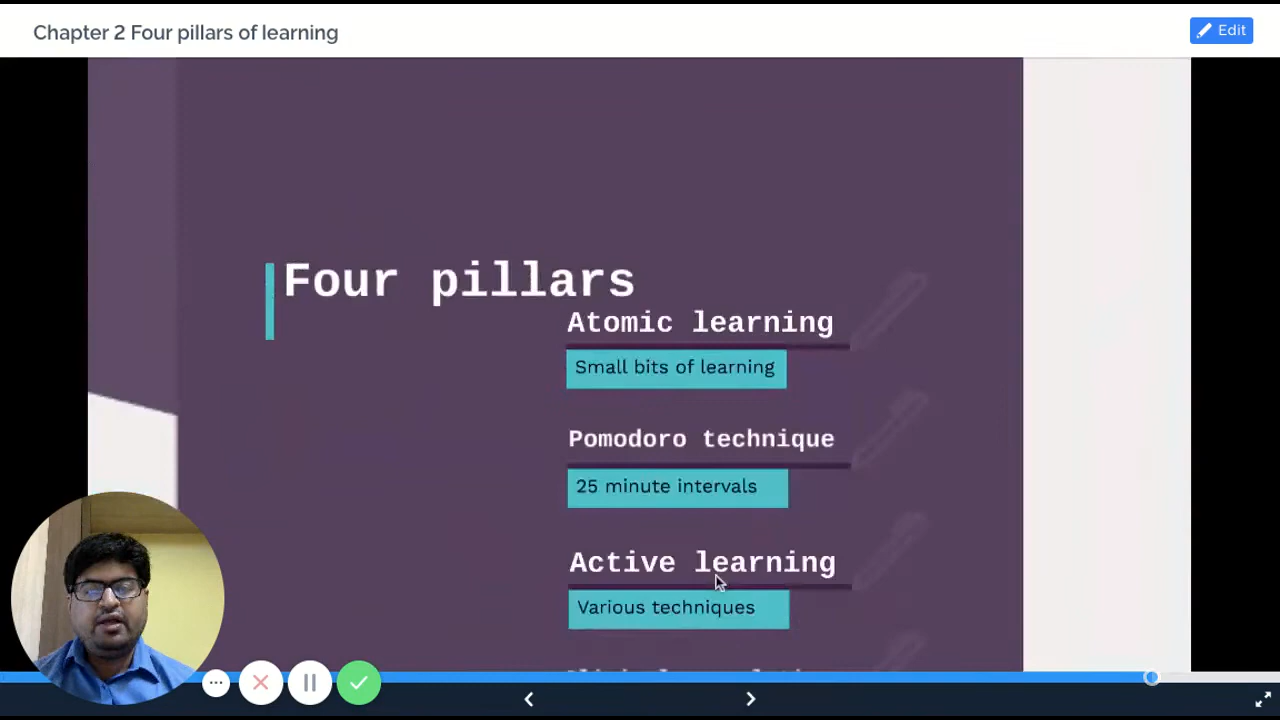 Chapter 2 Four pillars of learning
Edit
Four pillars
Atomic learning
Small bits of learning
Pomodoro technique
25 minute intervals
Active learning
Various techniques